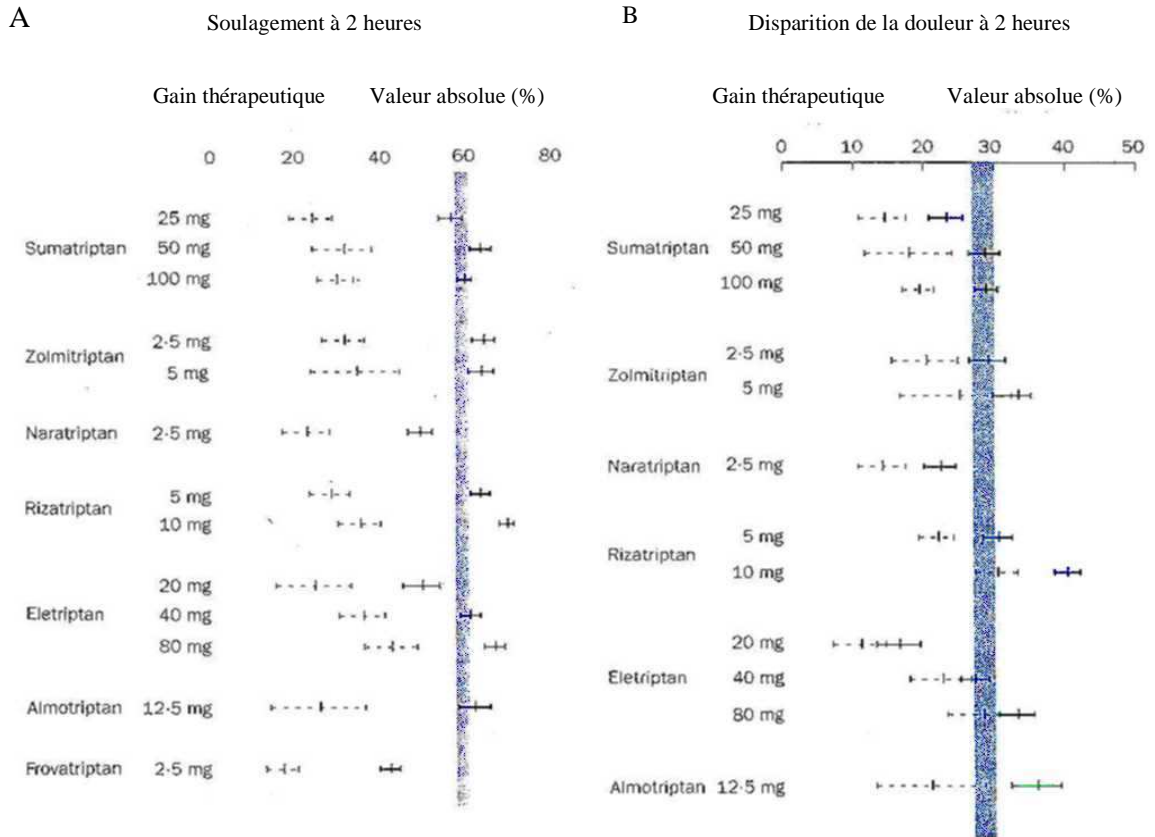 A
Soulagement à 2 heures
Gain thérapeutique Valeur absolue (%)
0 20 40 60 80
Sumatriptan
25 mg
50 mg
100 mg
Zolmitriptan
2·5 mg
5 mg
Naratriptan 2·5 mg
Rizatriptan
5 mg
10 mg
Eletriptan
20 mg
40 mg
80 mg
Almotriptan 12·5 mg
Frovatriptan 2·5 mg
B
Disparition de la douleur à 2 heures
Gain thérapeutique Valeur absolue (%)
0 10 20 30 40 50
Sumatriptan
25 mg
50 mg
100 mg
Zolmitriptan
2·5 mg
5 mg
Naratriptan 2·5 mg
Rizatriptan
5 mg
10 mg
Eletriptan
20 mg
40 mg
80 mg
Almotriptan 12·5 mg